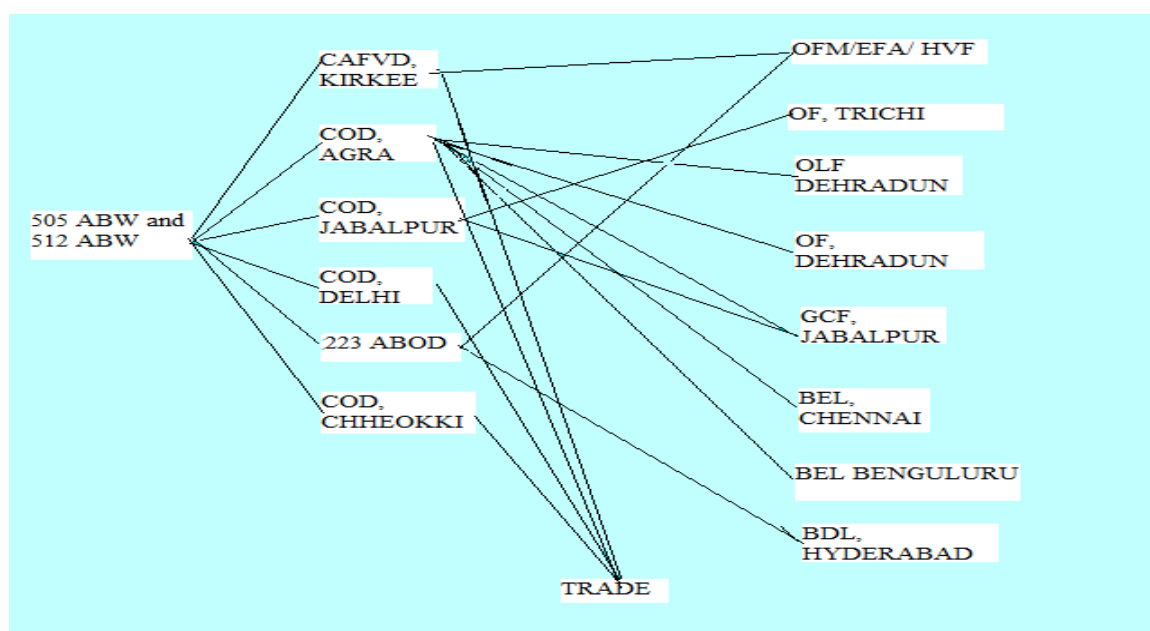 505 ABW and
512 ABW
CAFVD,
KIRKEE
COD,
AGRA
COD,
JABALPUR
COD,
DELHI
223 ABOD
COD,
CHHEOKKI
OFM/EFA/ HVF
OF, TRICHI
OLF
DEHRADUN
OF,
DEHRADUN
GCF,
JABALPUR
BEL,
CHENNAI
BEL BENGULURU
BDL,
HYDERABAD
TRADE